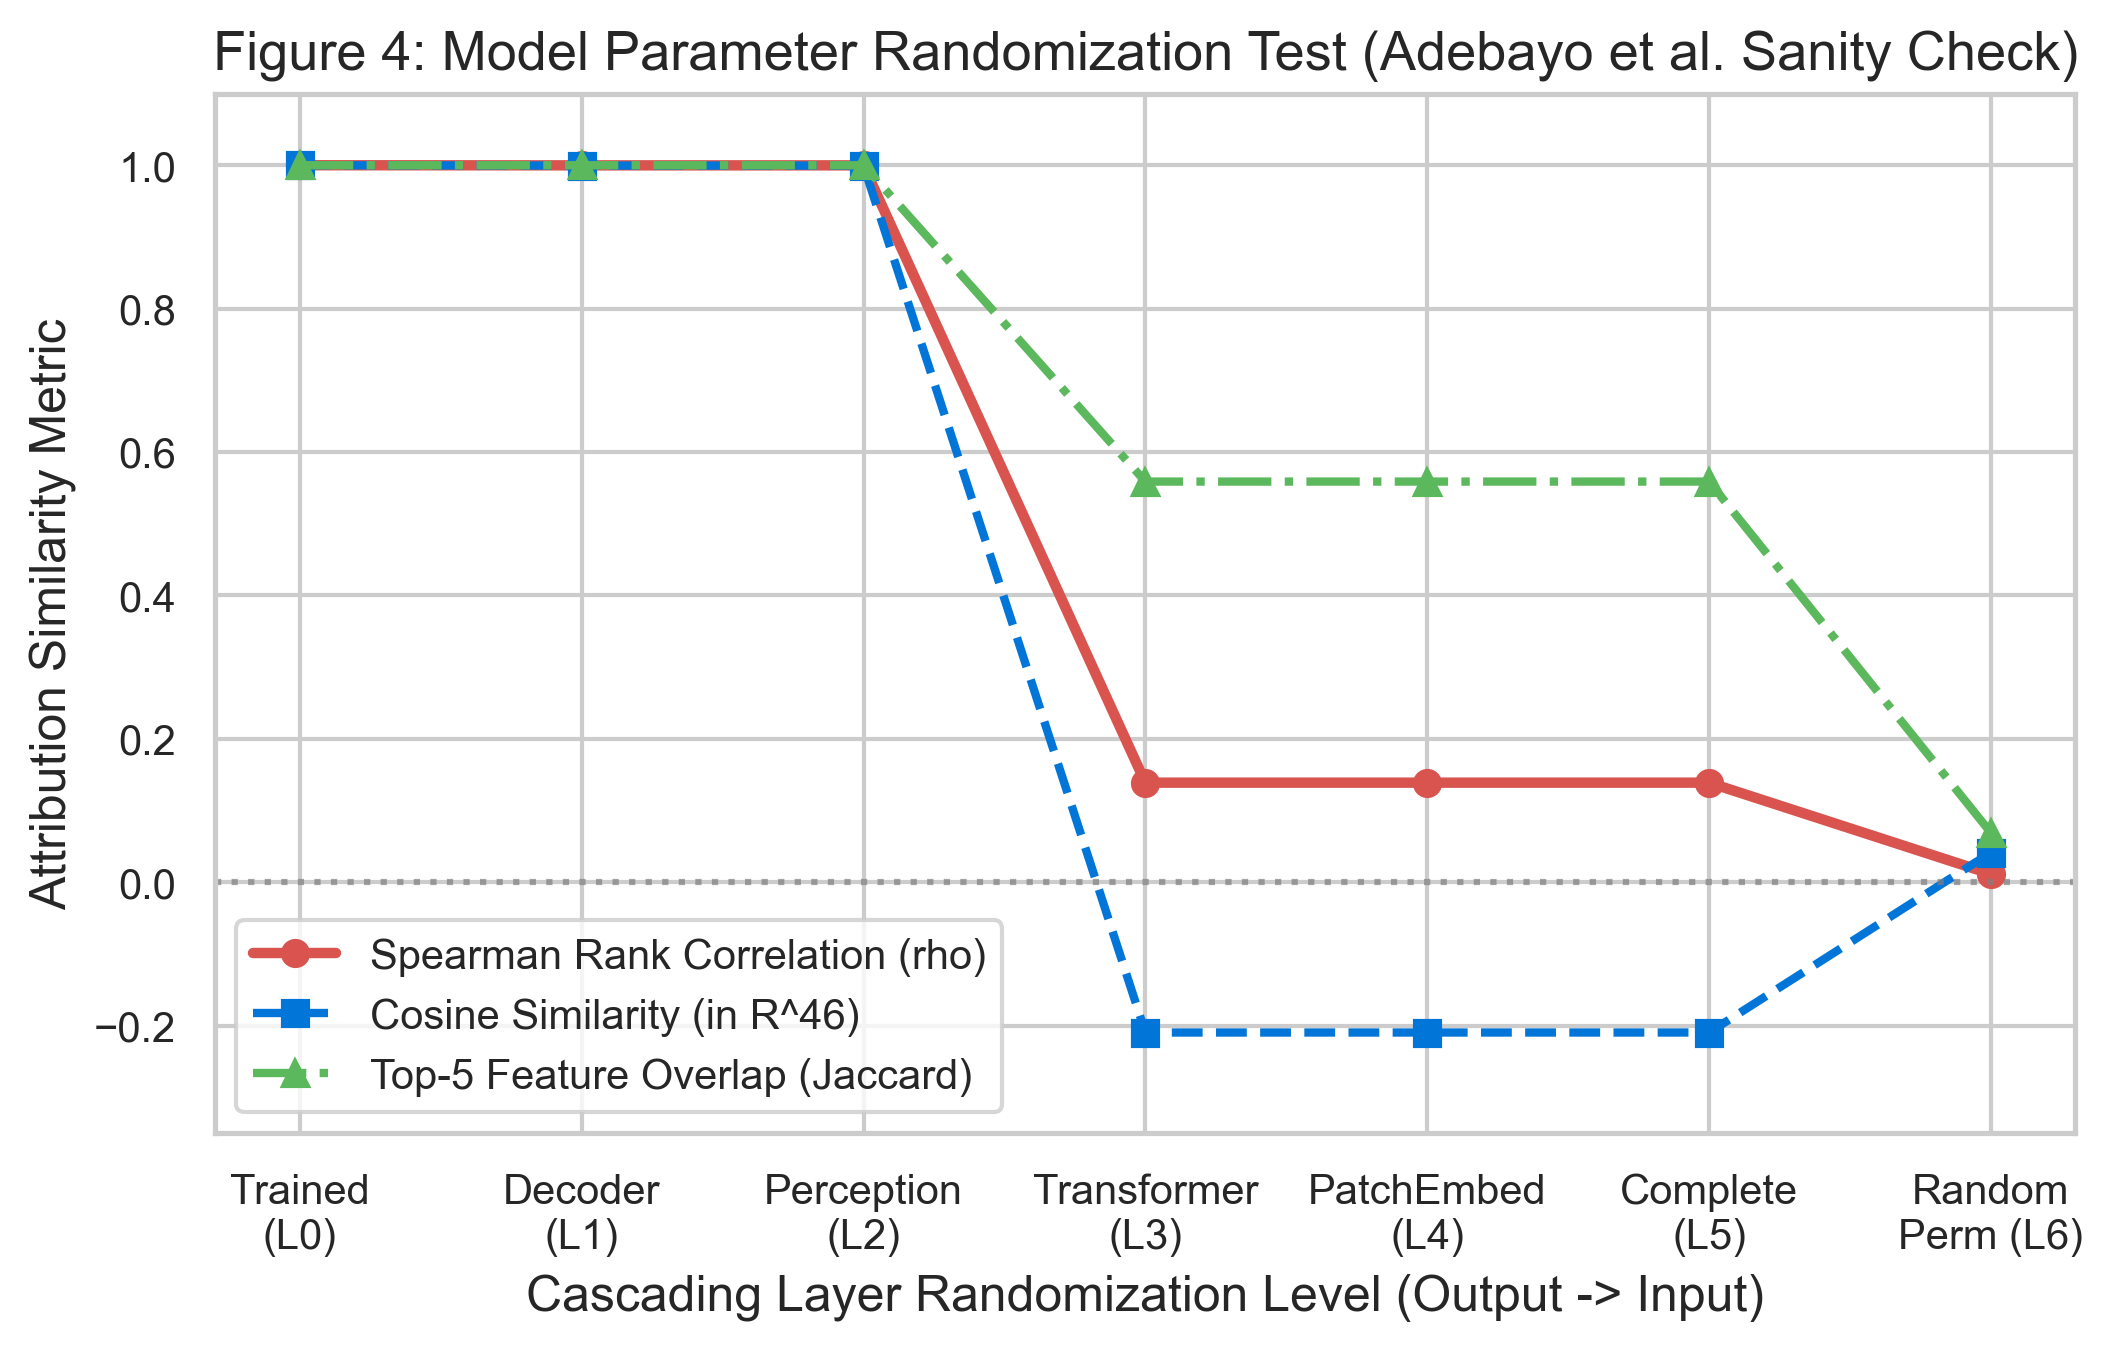 Figure 4: Model Parameter Randomization Test (Adebayo et al. Sanity Check)
Attribution Similarity Metric
1.0
0.8
0.6
0.4
0.2
0.0
−0.2
Spearman Rank Correlation (rho)
Cosine Similarity (in R^46)
Top-5 Feature Overlap (Jaccard)
Trained
(L0)
Decoder
(L1)
Perception
(L2)
Transformer
(L3)
PatchEmbed
(L4)
Complete
(L5)
Random
Perm (L6)
Cascading Layer Randomization Level (Output -> Input)